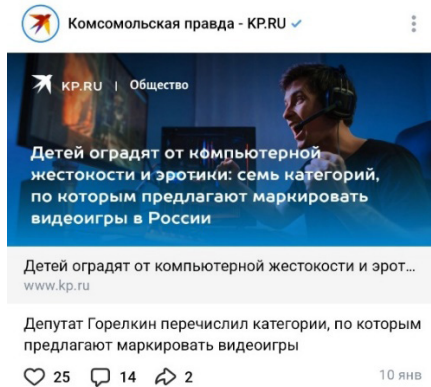 Комсомольская правда - KP.RU
KP.RU | Общество
Детей оградят от компьютерной
жестокости и эротики: семь категорий,
по которым предлагают маркировать
видеоигры в России
Детей оградят от компьютерной жестокости и эрот...
www.kp.ru
Депутат Горелкин перечислил категории, по которым
предлагают маркировать видеоигры
25 14 2 10 янв